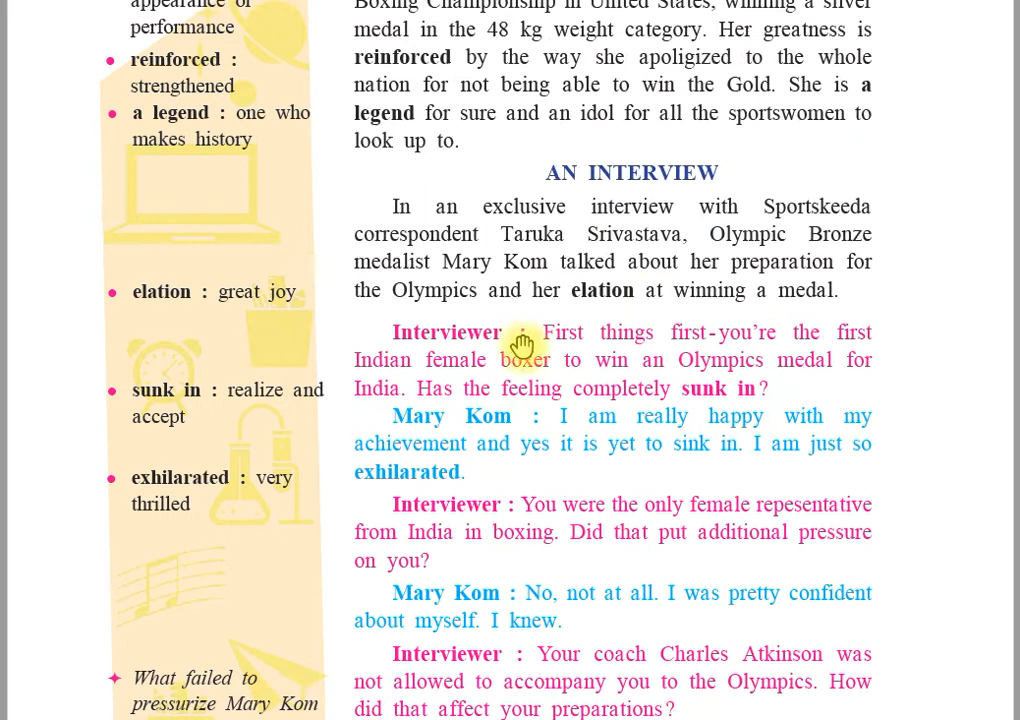 appearance of
performance
• reinforced :
strengthened
• a legend : one who
makes history
• elation : great joy
• sunk in : realize and
accept
• exhilarated : very
thrilled
✦ What failed to
pressurize Mary Kom
Boxing Championship in United States, winning a silver
medal in the 48 kg weight category. Her greatness is
reinforced by the way she apoligized to the whole
nation for not being able to win the Gold. She is a
legend for sure and an idol for all the sportswomen to
look up to.
AN INTERVIEW
In an exclusive interview with Sportskeeda
correspondent Taruka Srivastava, Olympic Bronze
medalist Mary Kom talked about her preparation for
the Olympics and her elation at winning a medal.
Interviewer : First things first-you're the first
Indian female boxer to win an Olympics medal for
India. Has the feeling completely sunk in?
Mary Kom : I am really happy with my
achievement and yes it is yet to sink in. I am just so
exhilarated.
Interviewer : You were the only female repesentative
from India in boxing. Did that put additional pressure
on you?
Mary Kom : No, not at all. I was pretty confident
about myself. I knew.
Interviewer : Your coach Charles Atkinson was
not allowed to accompany you to the Olympics. How
did that affect your preparations?